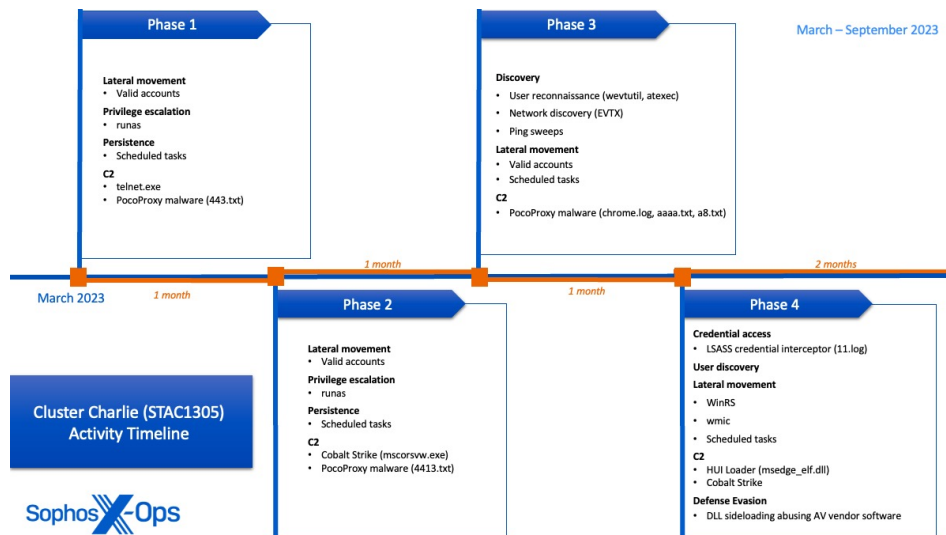 Phase 1
Lateral movement
• Valid accounts
Privilege escalation
• runas
Persistence
• Scheduled tasks
C2
• telnet.exe
• PocoProxy malware (443.txt)
Phase 3
Discovery
• User reconnaissance (wevtutil, atexec)
• Network discovery (EVTX)
• Ping sweeps
Lateral movement
• Valid accounts
• Scheduled tasks
C2
• PocoProxy malware (chrome.log, aaaa.txt, a8.txt)
March – September 2023
March 2023
1 month
1 month
1 month
2 months
Phase 2
Lateral movement
• Valid accounts
Privilege escalation
• runas
Persistence
• Scheduled tasks
C2
• Cobalt Strike (mscorsvw.exe)
• PocoProxy malware (4413.txt)
Phase 4
Credential access
• LSASS credential interceptor (11.log)
User discovery
Lateral movement
• WinRS
• wmic
• Scheduled tasks
C2
• HUI Loader (msedge_elf.dll)
• Cobalt Strike
Defense Evasion
• DLL sideloading abusing AV vendor software
Cluster Charlie (STAC1305)
Activity Timeline
Sophos X-Ops